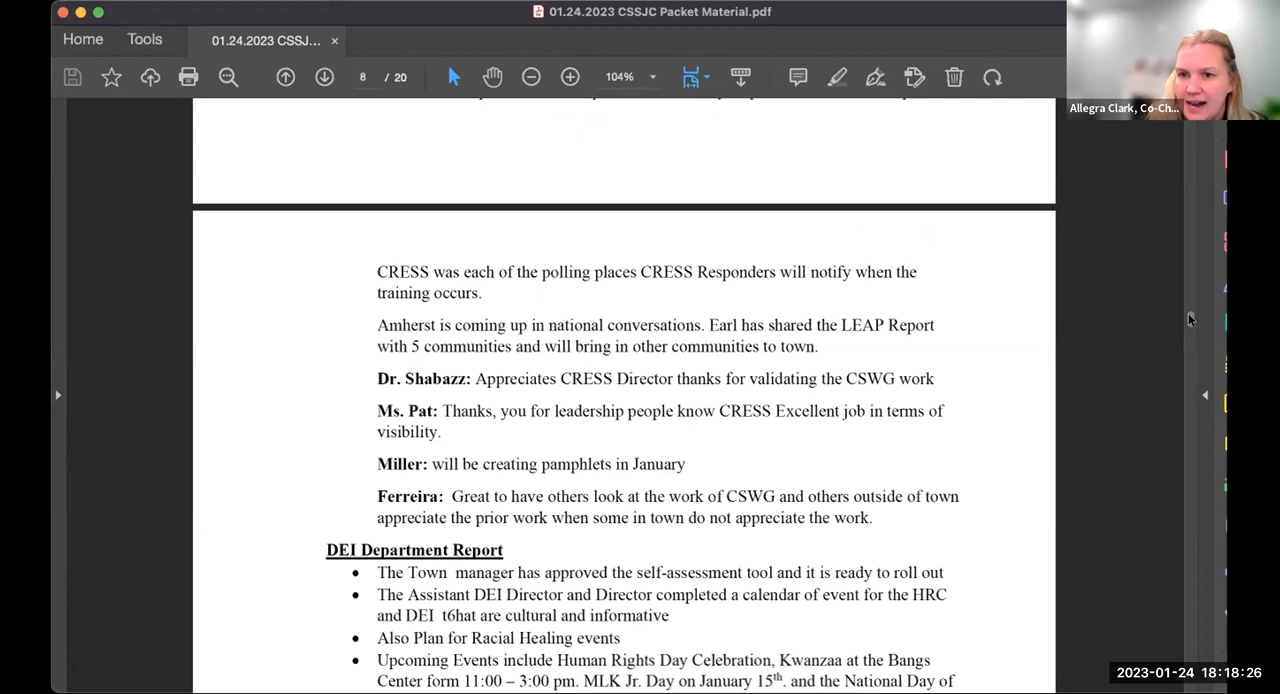 01.24.2023 CSSJC Packet Material.pdf
Home Tools 01.24.2023 CSSJ... ×
8 / 20 104%
Allegra Clark, Co-Ch...
CRESS was each of the polling places CRESS Responders will notify when the
training occurs.
Amherst is coming up in national conversations. Earl has shared the LEAP Report
with 5 communities and will bring in other communities to town.
Dr. Shabazz: Appreciates CRESS Director thanks for validating the CSWG work
Ms. Pat: Thanks, you for leadership people know CRESS Excellent job in terms of
visibility.
Miller: will be creating pamphlets in January
Ferreira: Great to have others look at the work of CSWG and others outside of town
appreciate the prior work when some in town do not appreciate the work.
DEI Department Report
• The Town manager has approved the self-assessment tool and it is ready to roll out
• The Assistant DEI Director and Director completed a calendar of event for the HRC
and DEI t6hat are cultural and informative
• Also Plan for Racial Healing events
• Upcoming Events include Human Rights Day Celebration, Kwanzaa at the Bangs
Center form 11:00 – 3:00 pm. MLK Jr. Day on January 15th. and the National Day of
2023-01-24 18:18:26